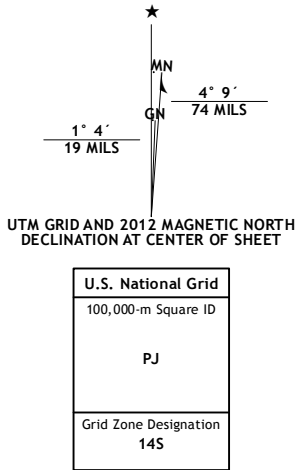 ★
MN
GN
4° 9´
74 MILS
1° 4´
19 MILS
UTM GRID AND 2012 MAGNETIC NORTH
DECLINATION AT CENTER OF SHEET
U.S. National Grid
100,000-m Square ID
PJ
Grid Zone Designation
14S